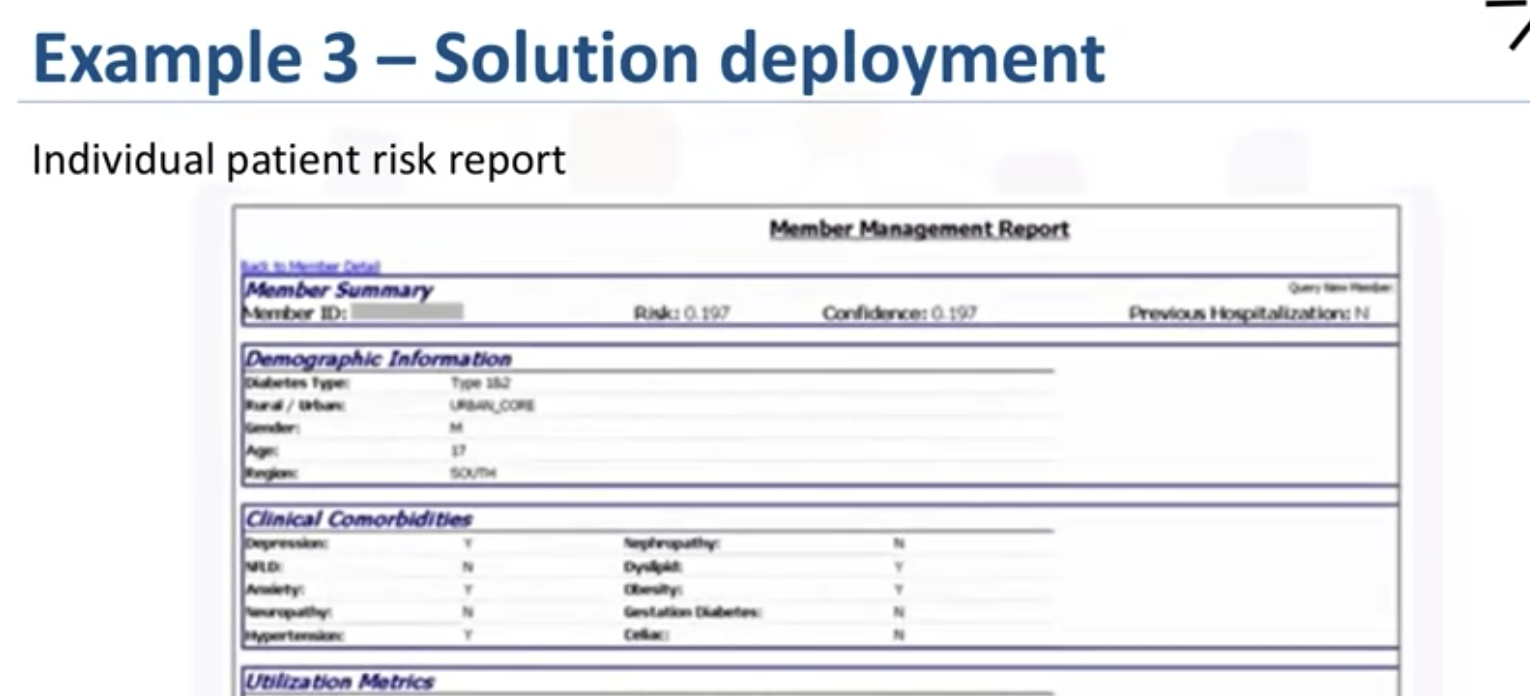 Example 3 – Solution deployment
Individual patient risk report
Member Management Report
Back to Member Detail
Member Summary
Query New Member
Member ID: Risk: 0.197 Confidence: 0.197 Previous Hospitalization: N
Demographic Information
Diabetes Type: Type 1&2
Rural / Urban: URBAN_CORE
Gender: M
Age: 17
Region: SOUTH
Clinical Comorbidities
Depression: Y Nephropathy: N
NFLD: N Dyslipid: Y
Anxiety: Y Obesity: Y
Neuropathy: N Gestation Diabetes: N
Hypertension: Y Celiac: N
Utilization Metrics